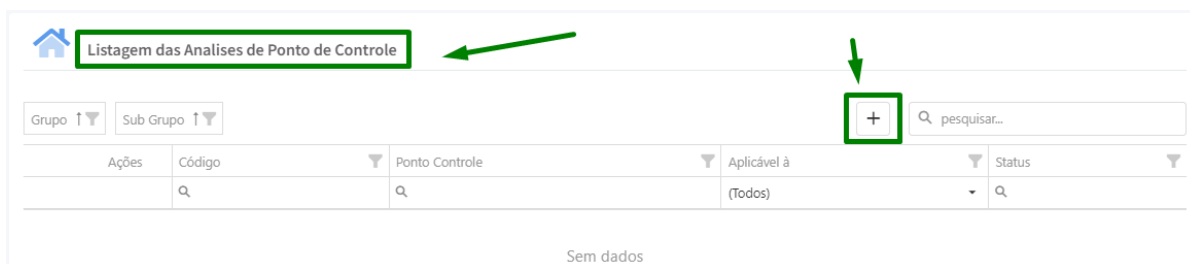 Listagem das Analises de Ponto de Controle
Grupo Sub Grupo + pesquisar...
Ações Código Ponto Controle Aplicável à Status
(Todos)
Sem dados